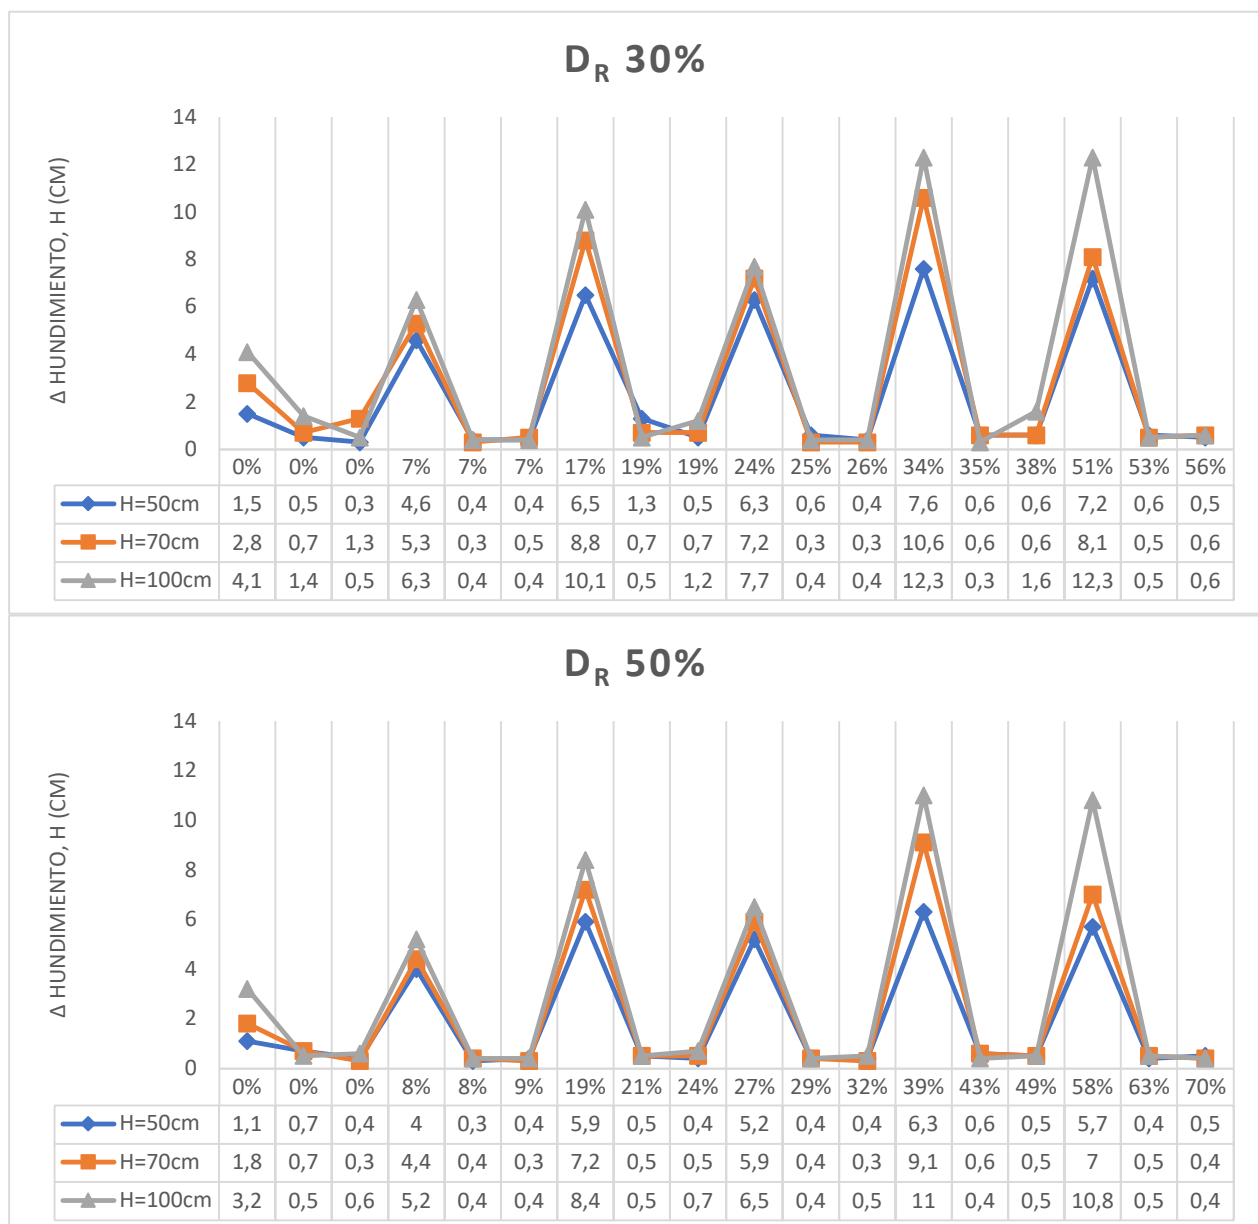 D_R 30%
Δ HUNDIMIENTO, H (CM)
14
12
10
8
6
4
2
0
0% 0% 0% 7% 7% 7% 17% 19% 19% 24% 25% 26% 34% 35% 38% 51% 53% 56%
H=50cm 1,5 0,5 0,3 4,6 0,4 0,4 6,5 1,3 0,5 6,3 0,6 0,4 7,6 0,6 0,6 7,2 0,6 0,5
H=70cm 2,8 0,7 1,3 5,3 0,3 0,5 8,8 0,7 0,7 7,2 0,3 0,3 10,6 0,6 0,6 8,1 0,5 0,6
H=100cm 4,1 1,4 0,5 6,3 0,4 0,4 10,1 0,5 1,2 7,7 0,4 0,4 12,3 0,3 1,6 12,3 0,5 0,6
D_R 50%
Δ HUNDIMIENTO, H (CM)
14
12
10
8
6
4
2
0
0% 0% 0% 8% 8% 9% 19% 21% 24% 27% 29% 32% 39% 43% 49% 58% 63% 70%
H=50cm 1,1 0,7 0,4 4 0,3 0,4 5,9 0,5 0,4 5,2 0,4 0,4 6,3 0,6 0,5 5,7 0,4 0,5
H=70cm 1,8 0,7 0,3 4,4 0,4 0,3 7,2 0,5 0,5 5,9 0,4 0,3 9,1 0,6 0,5 7 0,5 0,4
H=100cm 3,2 0,5 0,6 5,2 0,4 0,4 8,4 0,5 0,7 6,5 0,4 0,5 11 0,4 0,5 10,8 0,5 0,4